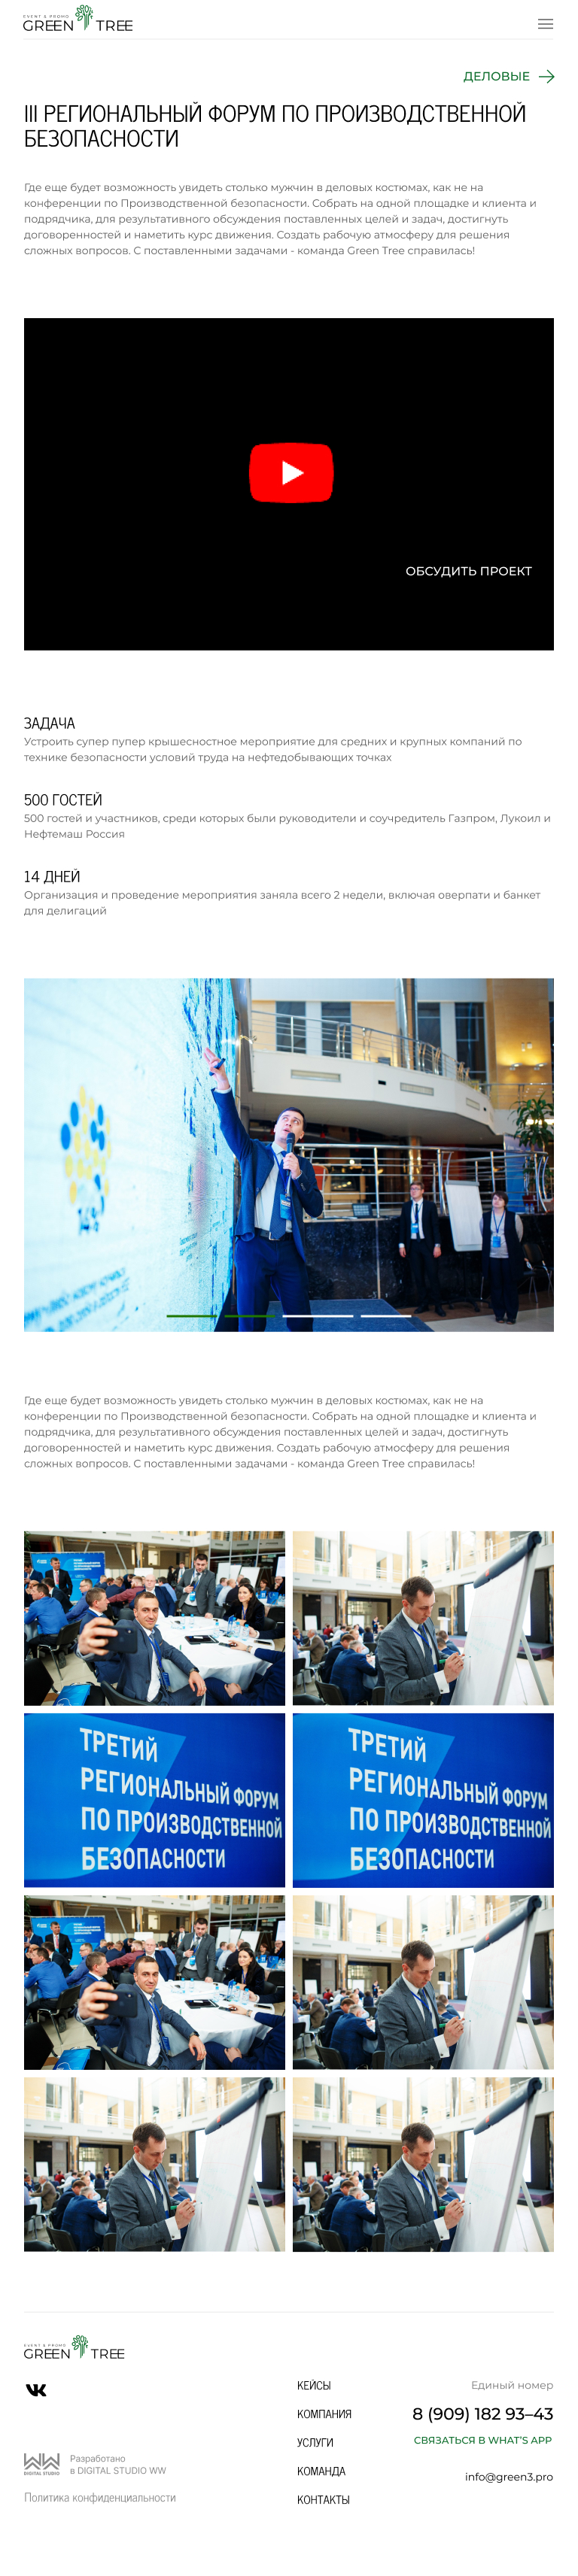 EVENT & PROMO
GREEN TREE
ДЕЛОВЫЕ
III РЕГИОНАЛЬНЫЙ ФОРУМ ПО ПРОИЗВОДСТВЕННОЙ
БЕЗОПАСНОСТИ
Где еще будет возможность увидеть столько мужчин в деловых костюмах, как не на
конференции по Производственной безопасности. Собрать на одной площадке и клиента и
подрядчика, для результативного обсуждения поставленных целей и задач, достигнуть
договоренностей и наметить курс движения. Создать рабочую атмосферу для решения
сложных вопросов. С поставленными задачами - команда Green Tree справилась!
ОБСУДИТЬ ПРОЕКТ
ЗАДАЧА
Устроить супер пупер крышесностное мероприятие для средних и крупных компаний по
технике безопасности условий труда на нефтедобывающих точках
500 ГОСТЕЙ
500 гостей и участников, среди которых были руководители и соучредитель Газпром, Лукоил и
Нефтемаш Россия
14 ДНЕЙ
Организация и проведение мероприятия заняла всего 2 недели, включая оверпати и банкет
для делигаций
Где еще будет возможность увидеть столько мужчин в деловых костюмах, как не на
конференции по Производственной безопасности. Собрать на одной площадке и клиента и
подрядчика, для результативного обсуждения поставленных целей и задач, достигнуть
договоренностей и наметить курс движения. Создать рабочую атмосферу для решения
сложных вопросов. С поставленными задачами - команда Green Tree справилась!
ТРЕТИЙ
РЕГИОНАЛЬНЫЙ ФОРУМ
ПО ПРОИЗВОДСТВЕННОЙ
БЕЗОПАСНОСТИ
ТРЕТИЙ
РЕГИОНАЛЬНЫЙ ФОРУМ
ПО ПРОИЗВОДСТВЕННОЙ
БЕЗОПАСНОСТИ
EVENT & PROMO
GREEN TREE
КЕЙСЫ
КОМПАНИЯ
УСЛУГИ
КОМАНДА
КОНТАКТЫ
Единый номер
8 (909) 182 93–43
СВЯЗАТЬСЯ В WHAT'S APP
info@green3.pro
DIGITAL STUDIO
Разработано
в DIGITAL STUDIO WW
Политика конфиденциальности